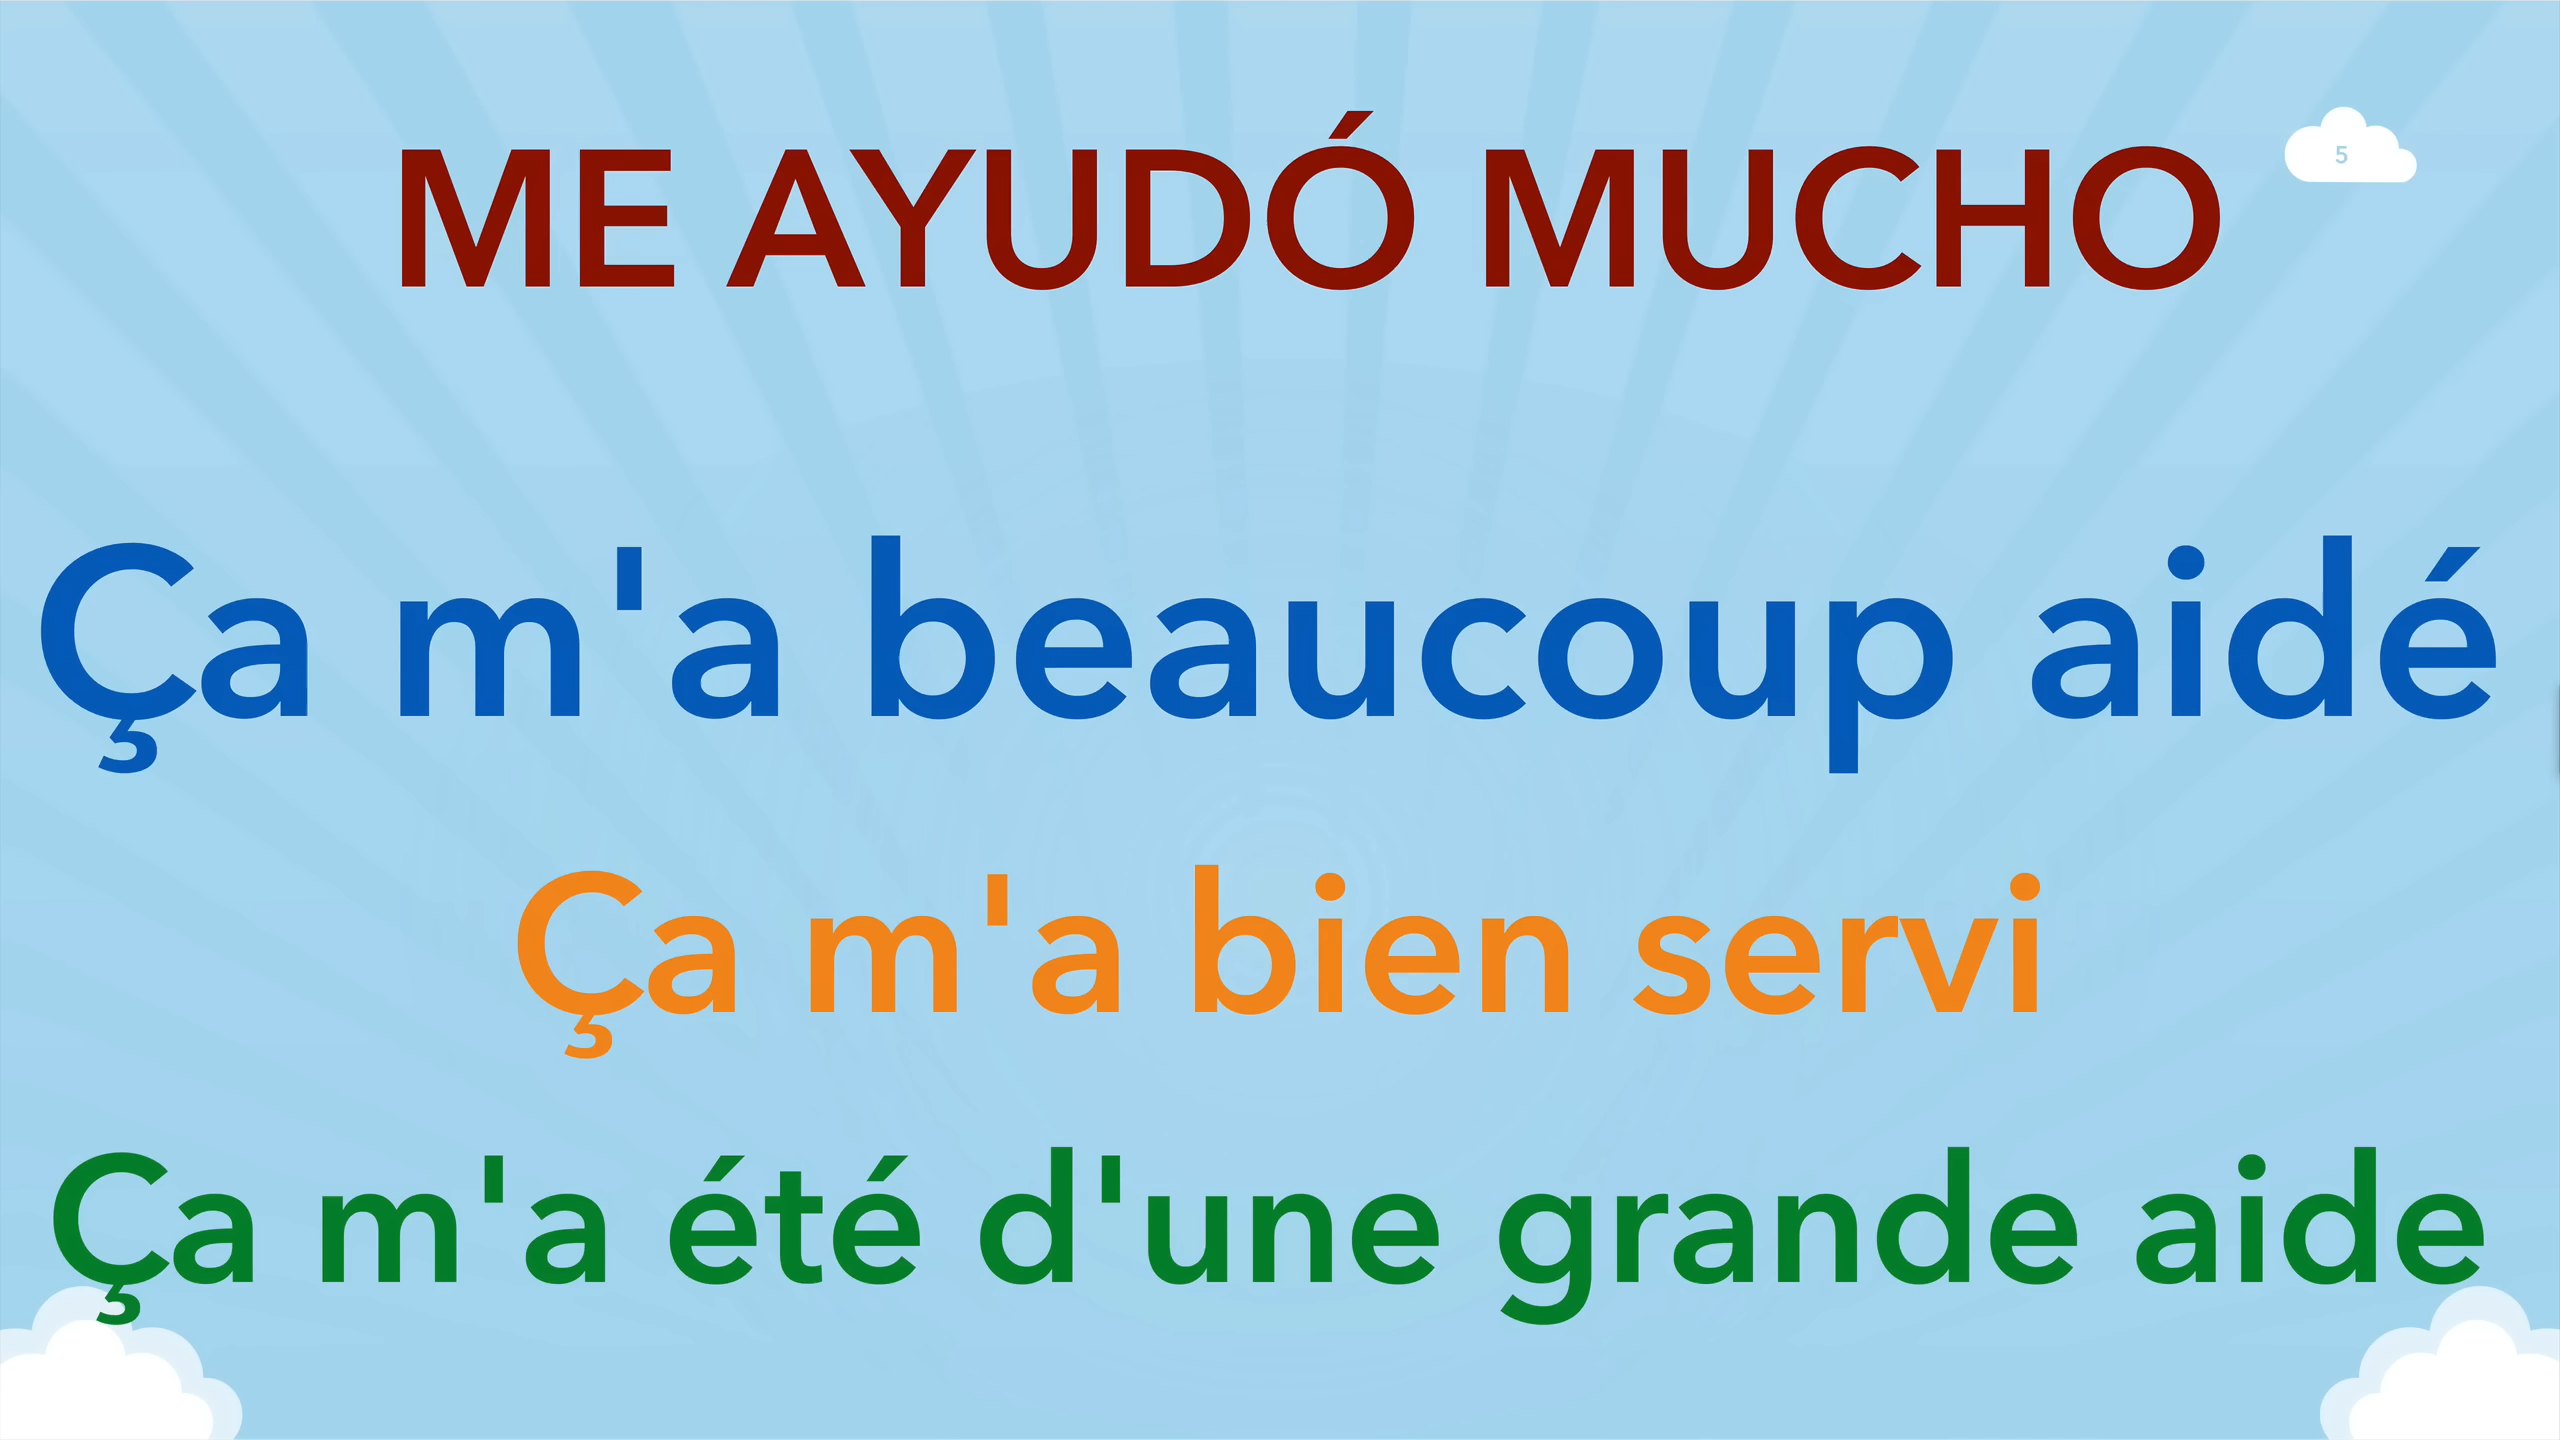 ME AYUDÓ MUCHO
5
Ça m'a beaucoup aidé
Ça m'a bien servi
Ça m'a été d'une grande aide